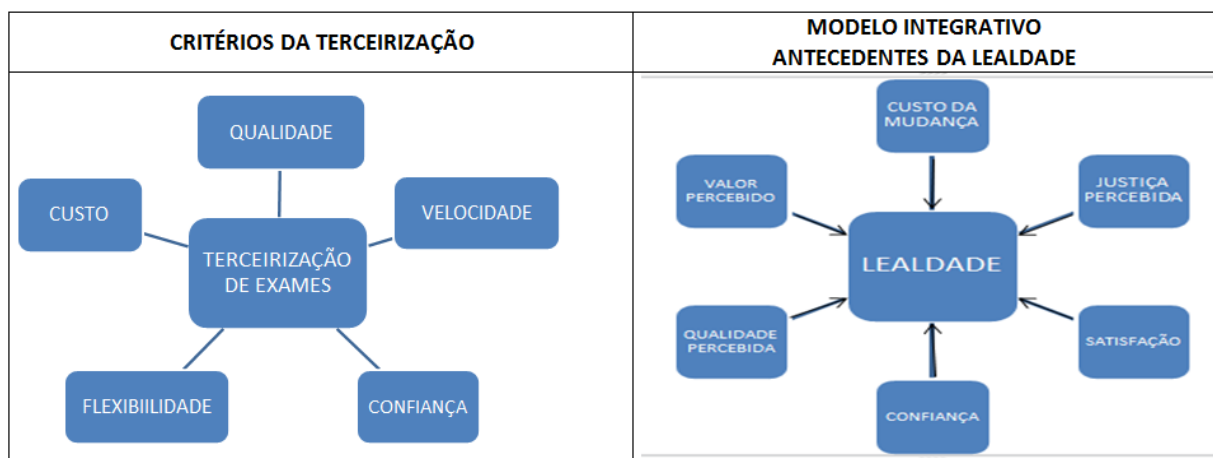 CRITÉRIOS DA TERCEIRIZAÇÃO
QUALIDADE
CUSTO
VELOCIDADE
TERCEIRIZAÇÃO
DE EXAMES
FLEXIBIILIDADE
CONFIANÇA
MODELO INTEGRATIVO
ANTECEDENTES DA LEALDADE
CUSTO DA
MUDANÇA
VALOR
PERCEBIDO
JUSTIÇA
PERCEBIDA
LEALDADE
QUALIDADE
PERCEBIDA
SATISFAÇÃO
CONFIANÇA